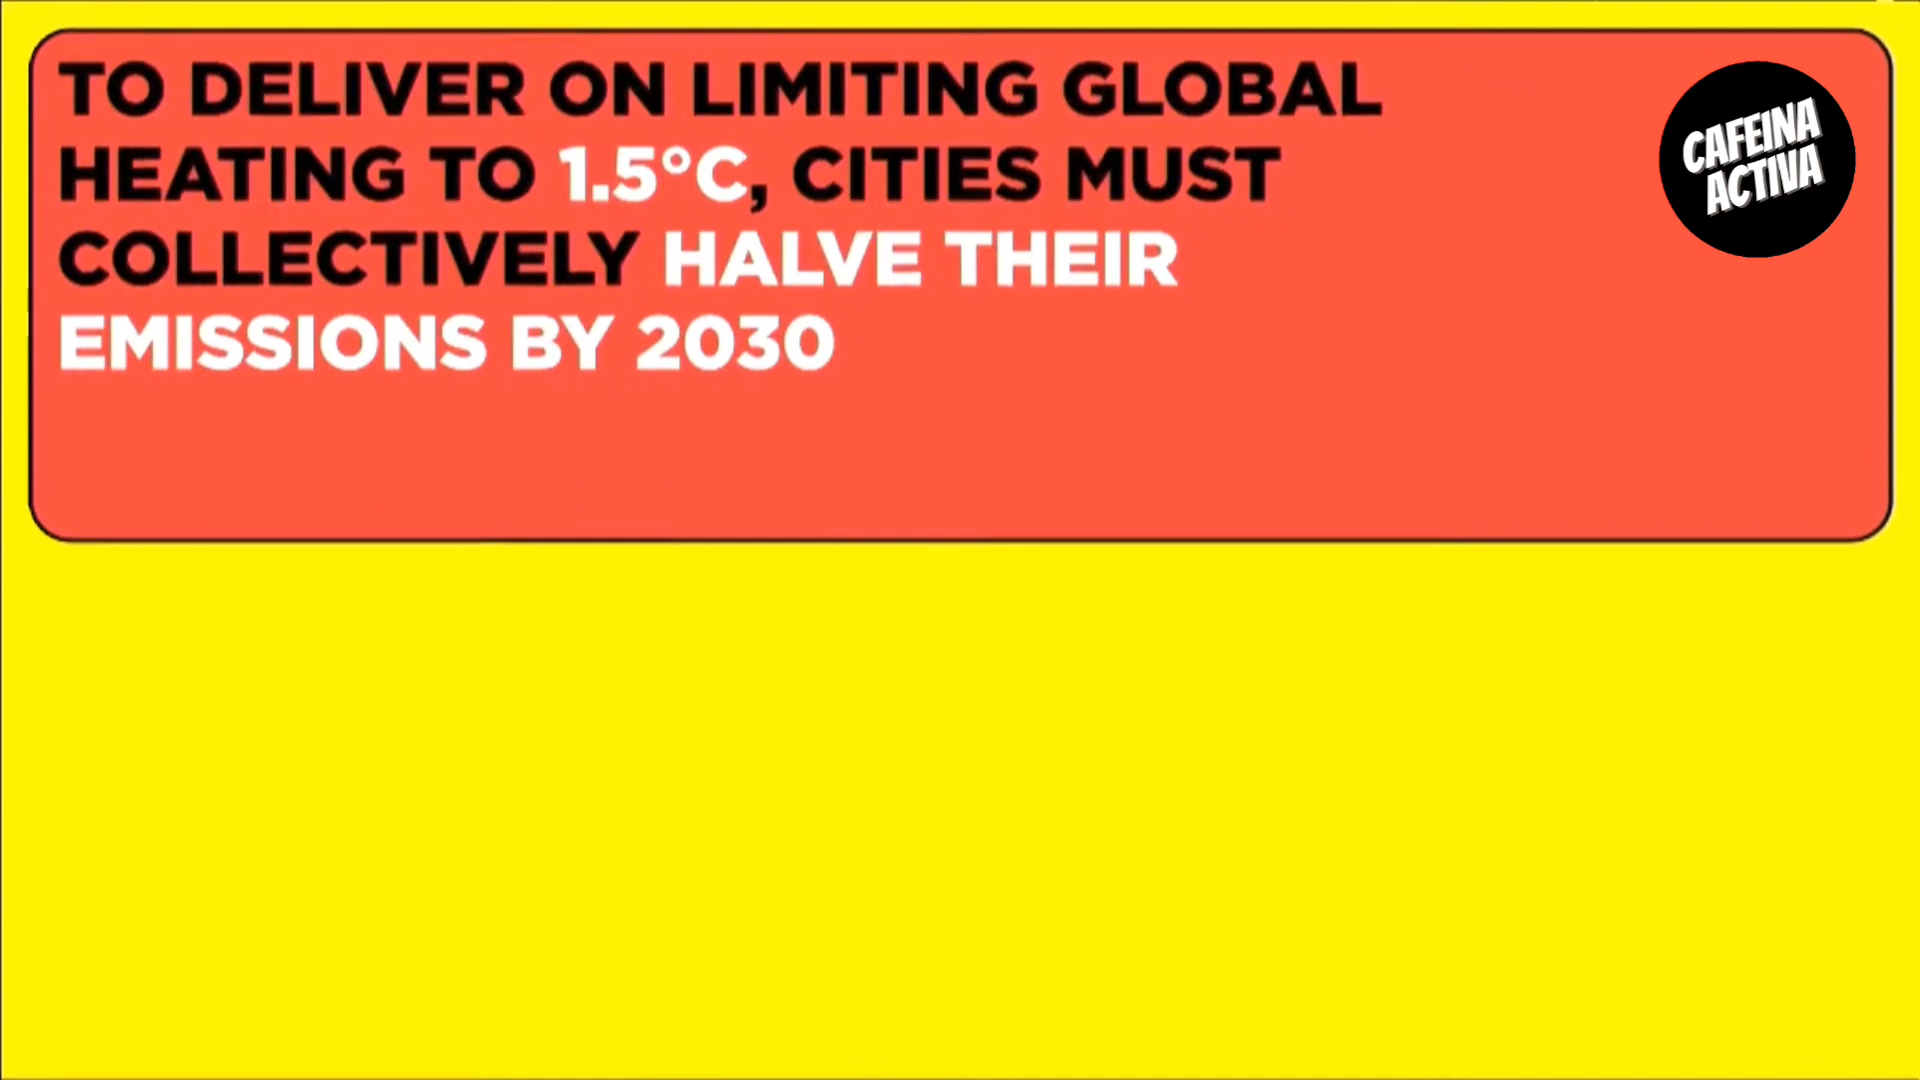 TO DELIVER ON LIMITING GLOBAL
HEATING TO 1.5°C, CITIES MUST
COLLECTIVELY HALVE THEIR
EMISSIONS BY 2030
CAFEINA
ACTIVA